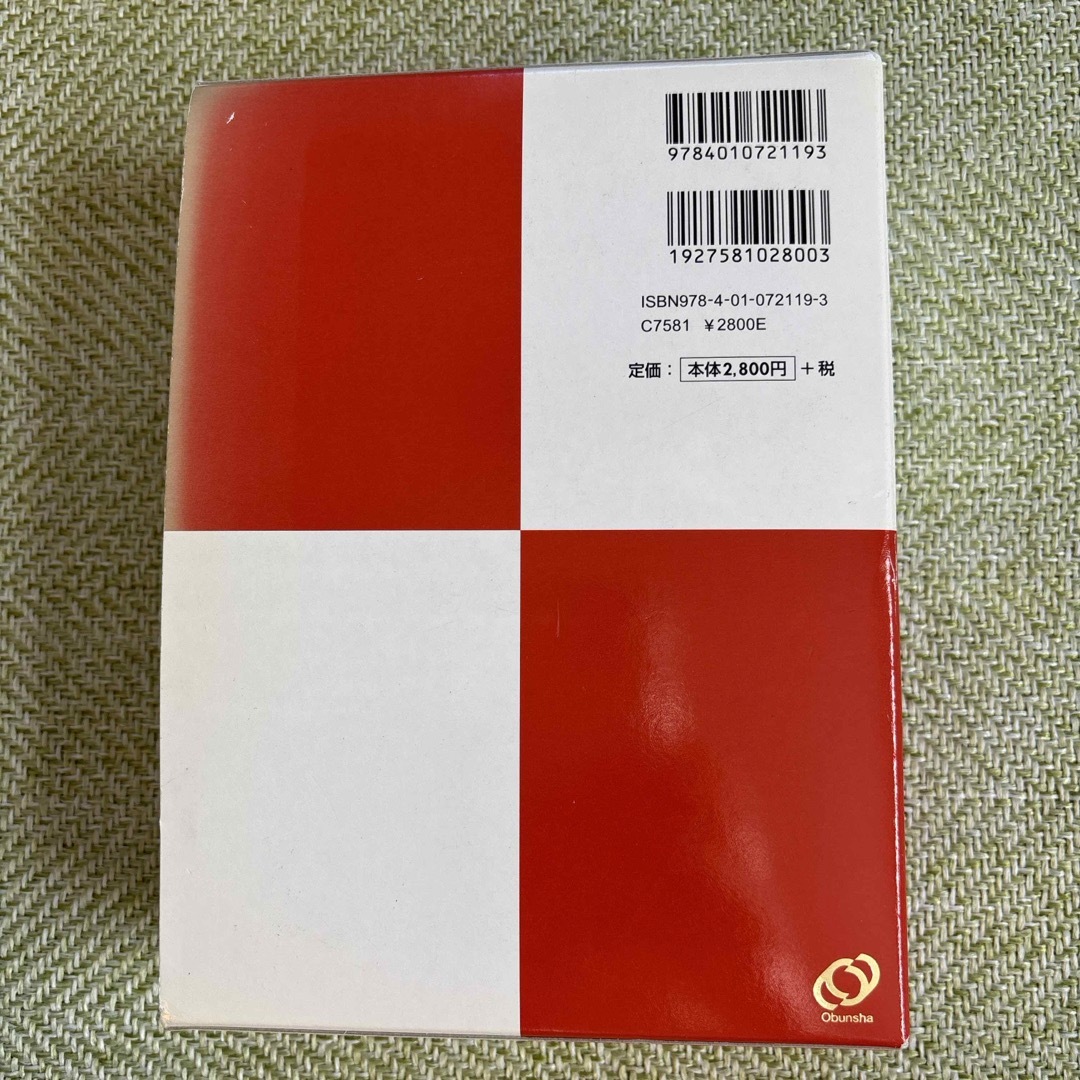 9784010721193
1927581028003
ISBN978-4-01-072119-3
C7581 ￥2800E
定価： 本体2,800円 ＋税
Obunsha